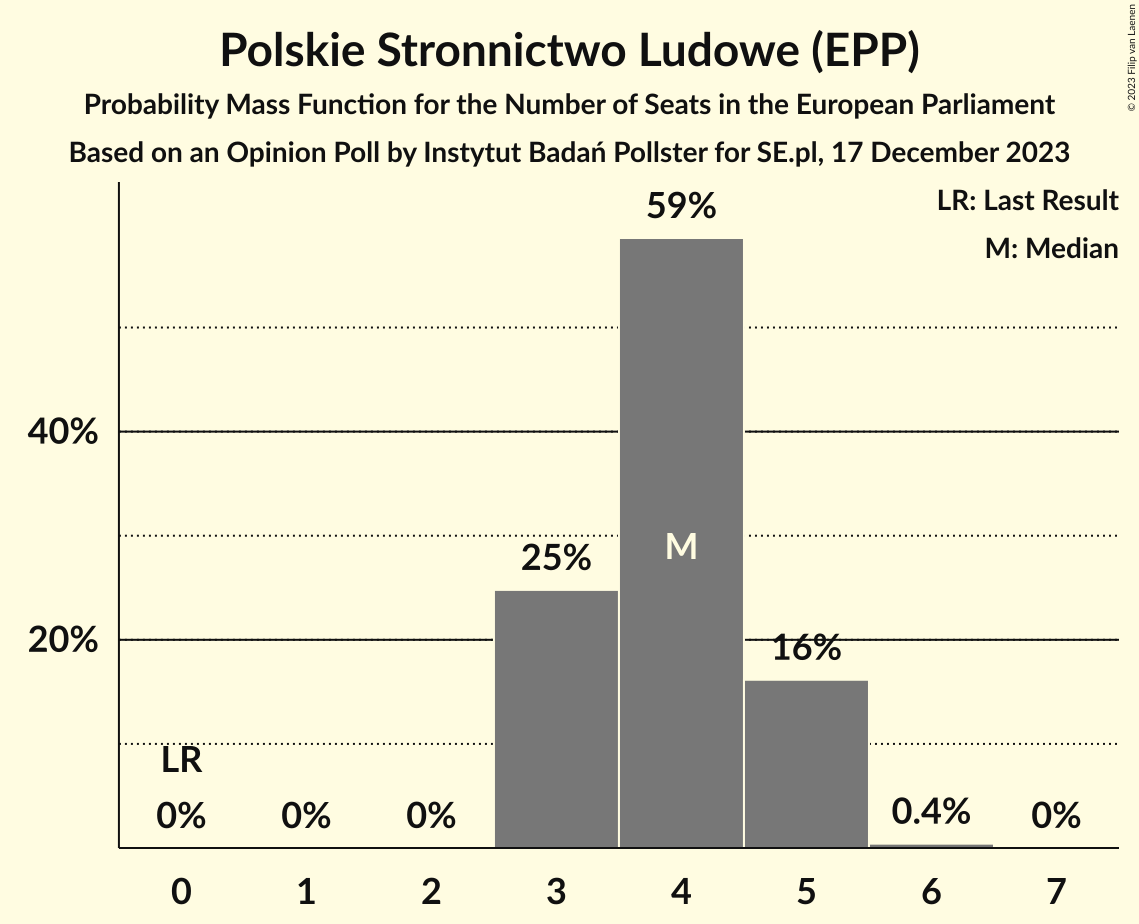 Polskie Stronnictwo Ludowe (EPP)
Probability Mass Function for the Number of Seats in the European Parliament
Based on an Opinion Poll by Instytut Badań Pollster for SE.pl, 17 December 2023
© 2023 Filip van Laenen
LR: Last Result
M: Median
59%
40%
M
25%
20%
16%
LR
0%
0%
0%
0.4%
0%
0
1
2
3
4
5
6
7